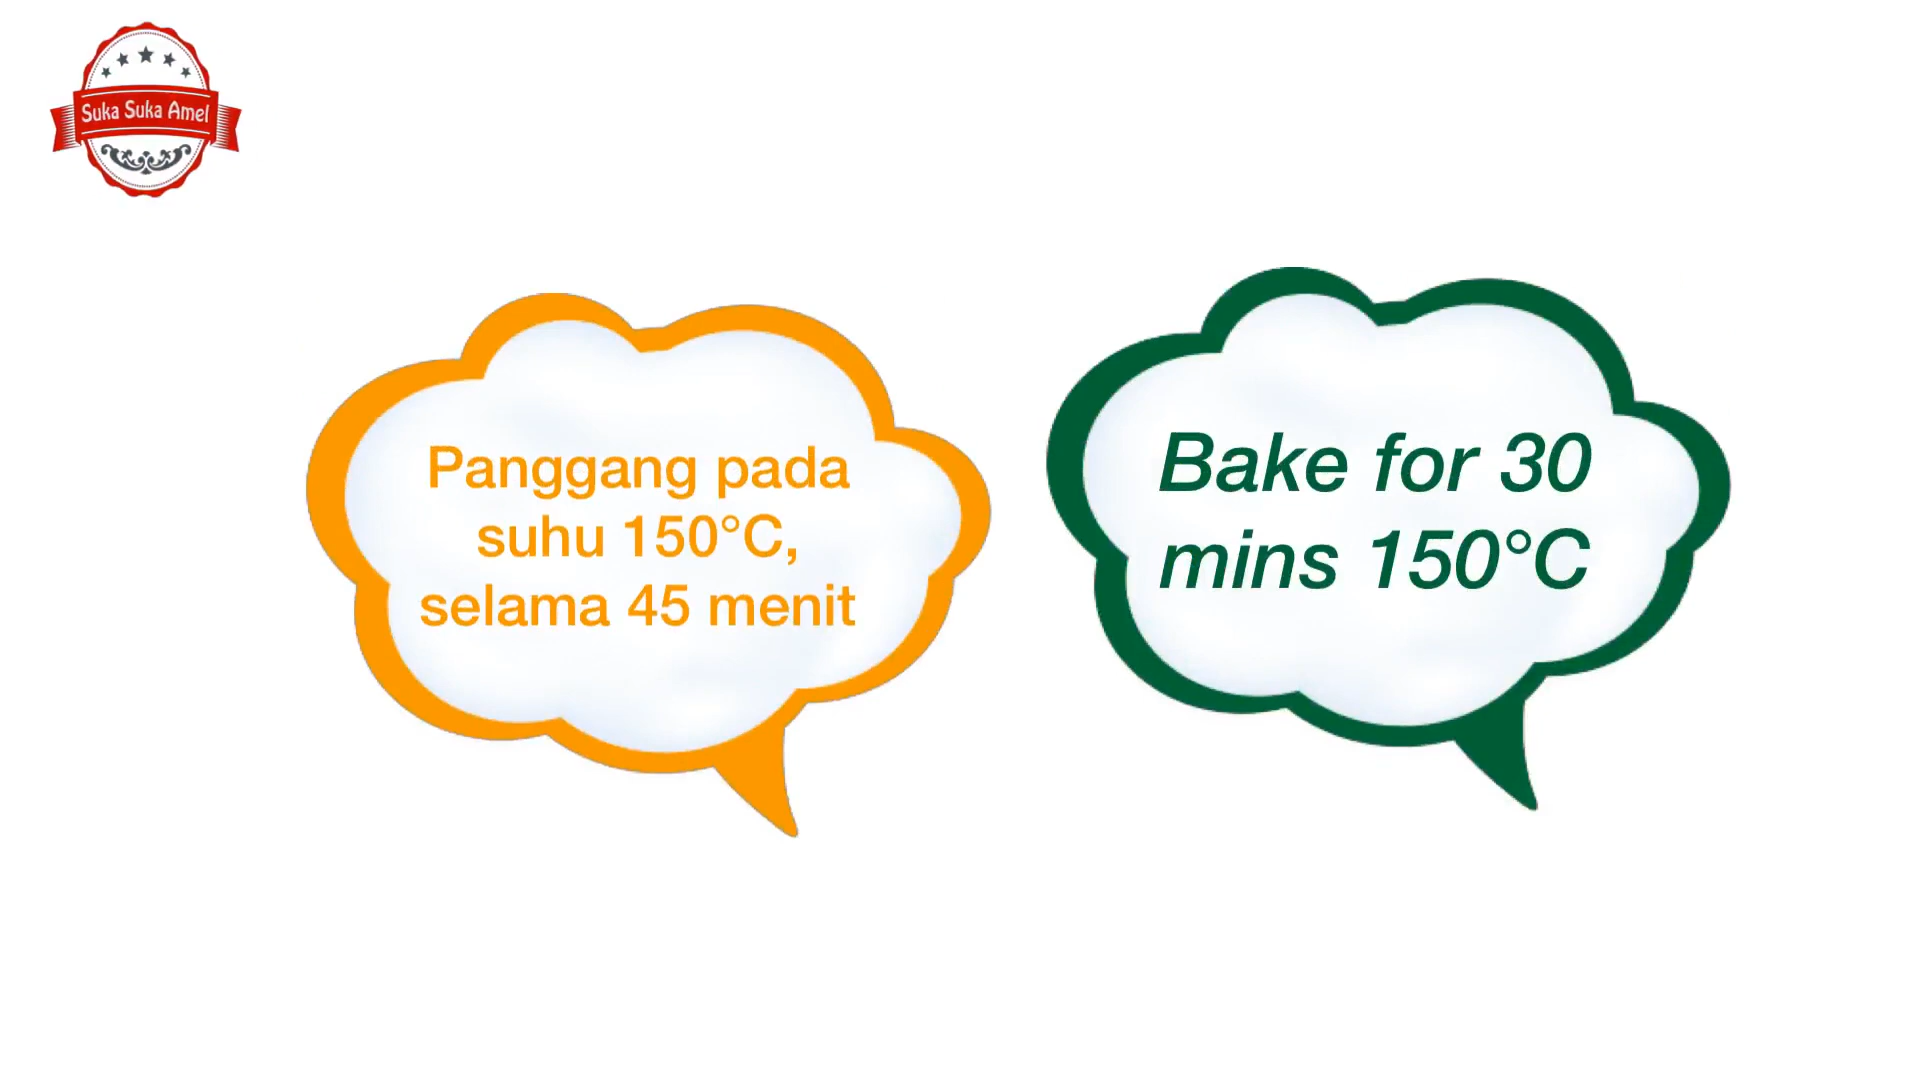 Suka Suka Amel
Panggang pada
suhu 150°C,
selama 45 menit
Bake for 30
mins 150°C